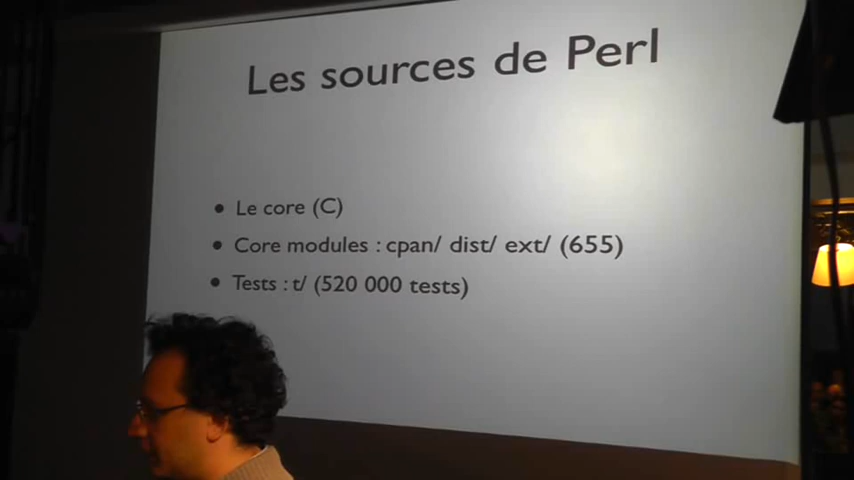 Les sources de Perl
• Le core (C)
• Core modules : cpan/ dist/ ext/ (655)
• Tests : t/ (520 000 tests)